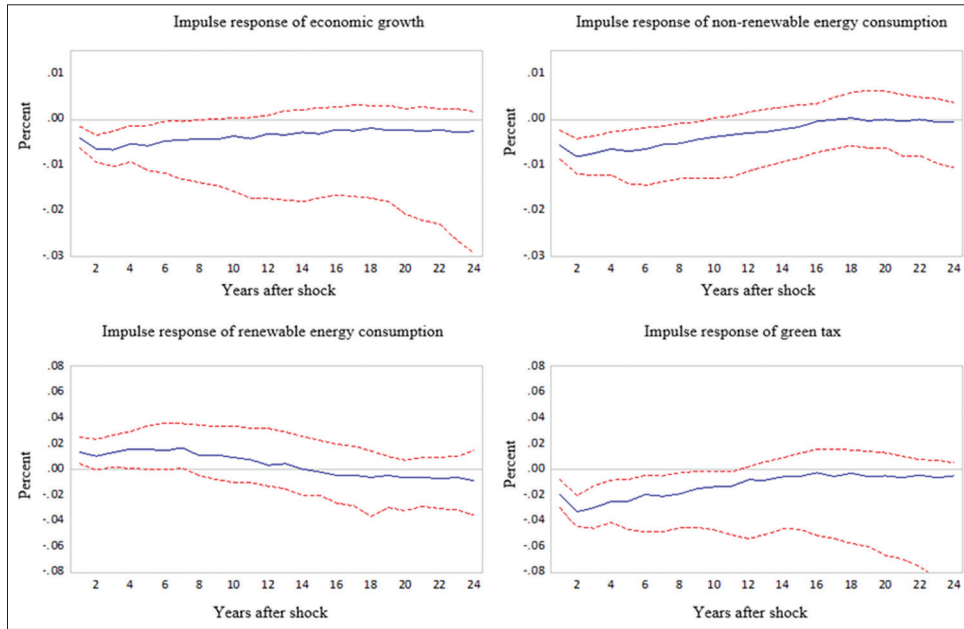 Impulse response of economic growth
Percent
.01
.00
-.01
-.02
-.03
2 4 6 8 10 12 14 16 18 20 22 24
Years after shock
Impulse response of non-renewable energy consumption
Percent
.01
.00
-.01
-.02
-.03
2 4 6 8 10 12 14 16 18 20 22 24
Years after shock
Impulse response of renewable energy consumption
Percent
.08
.06
.04
.02
.00
-.02
-.04
-.06
-.08
2 4 6 8 10 12 14 16 18 20 22 24
Years after shock
Impulse response of green tax
Percent
.08
.06
.04
.02
.00
-.02
-.04
-.06
-.08
2 4 6 8 10 12 14 16 18 20 22 24
Years after shock